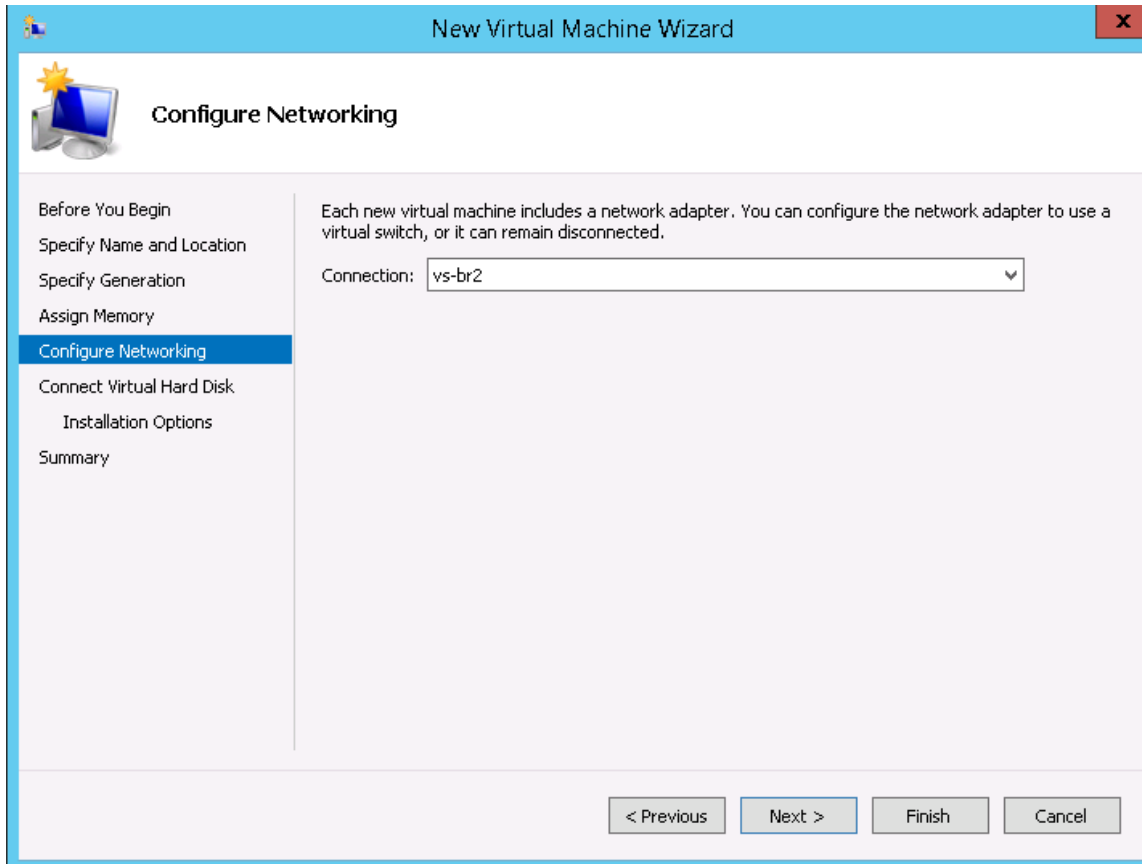 New Virtual Machine Wizard
x
Configure Networking
Before You Begin
Specify Name and Location
Specify Generation
Assign Memory
Configure Networking
Connect Virtual Hard Disk
Installation Options
Summary
Each new virtual machine includes a network adapter. You can configure the network adapter to use a
virtual switch, or it can remain disconnected.
Connection: vs-br2
< Previous Next > Finish Cancel